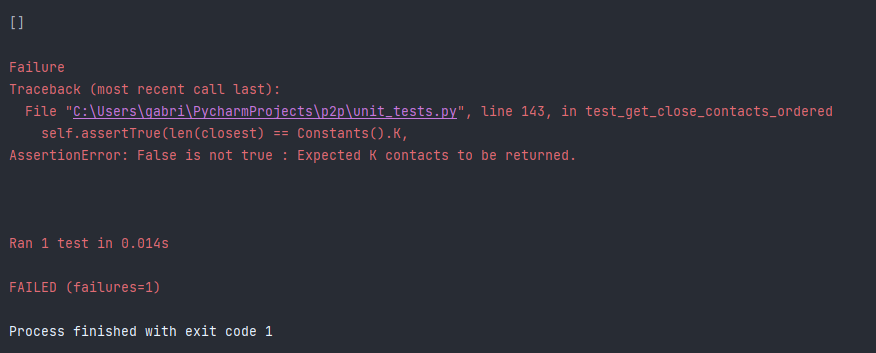 []
Failure
Traceback (most recent call last):
  File "C:\Users\gabri\PycharmProjects\p2p\unit_tests.py", line 143, in test_get_close_contacts_ordered
    self.assertTrue(len(closest) == Constants().K,
AssertionError: False is not true : Expected K contacts to be returned.
Ran 1 test in 0.014s
FAILED (failures=1)
Process finished with exit code 1